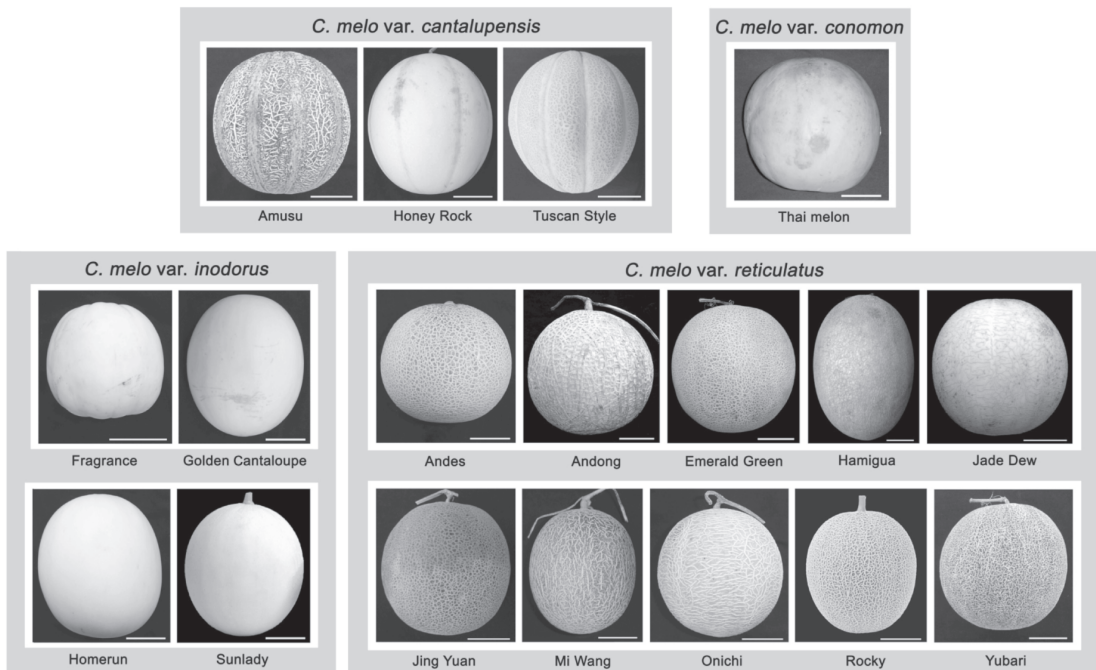 C. melo var. cantalupensis
Amusu
Honey Rock
Tuscan Style
C. melo var. conomon
Thai melon
C. melo var. inodorus
Fragrance
Golden Cantaloupe
Homerun
Sunlady
C. melo var. reticulatus
Andes
Andong
Emerald Green
Hamigua
Jade Dew
Jing Yuan
Mi Wang
Onichi
Rocky
Yubari